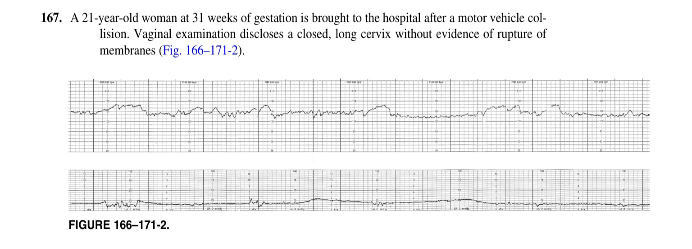 167. A 21-year-old woman at 31 weeks of gestation is brought to the hospital after a motor vehicle col-
lision. Vaginal examination discloses a closed, long cervix without evidence of rupture of
membranes (Fig. 166–171-2).
FIGURE 166–171-2.